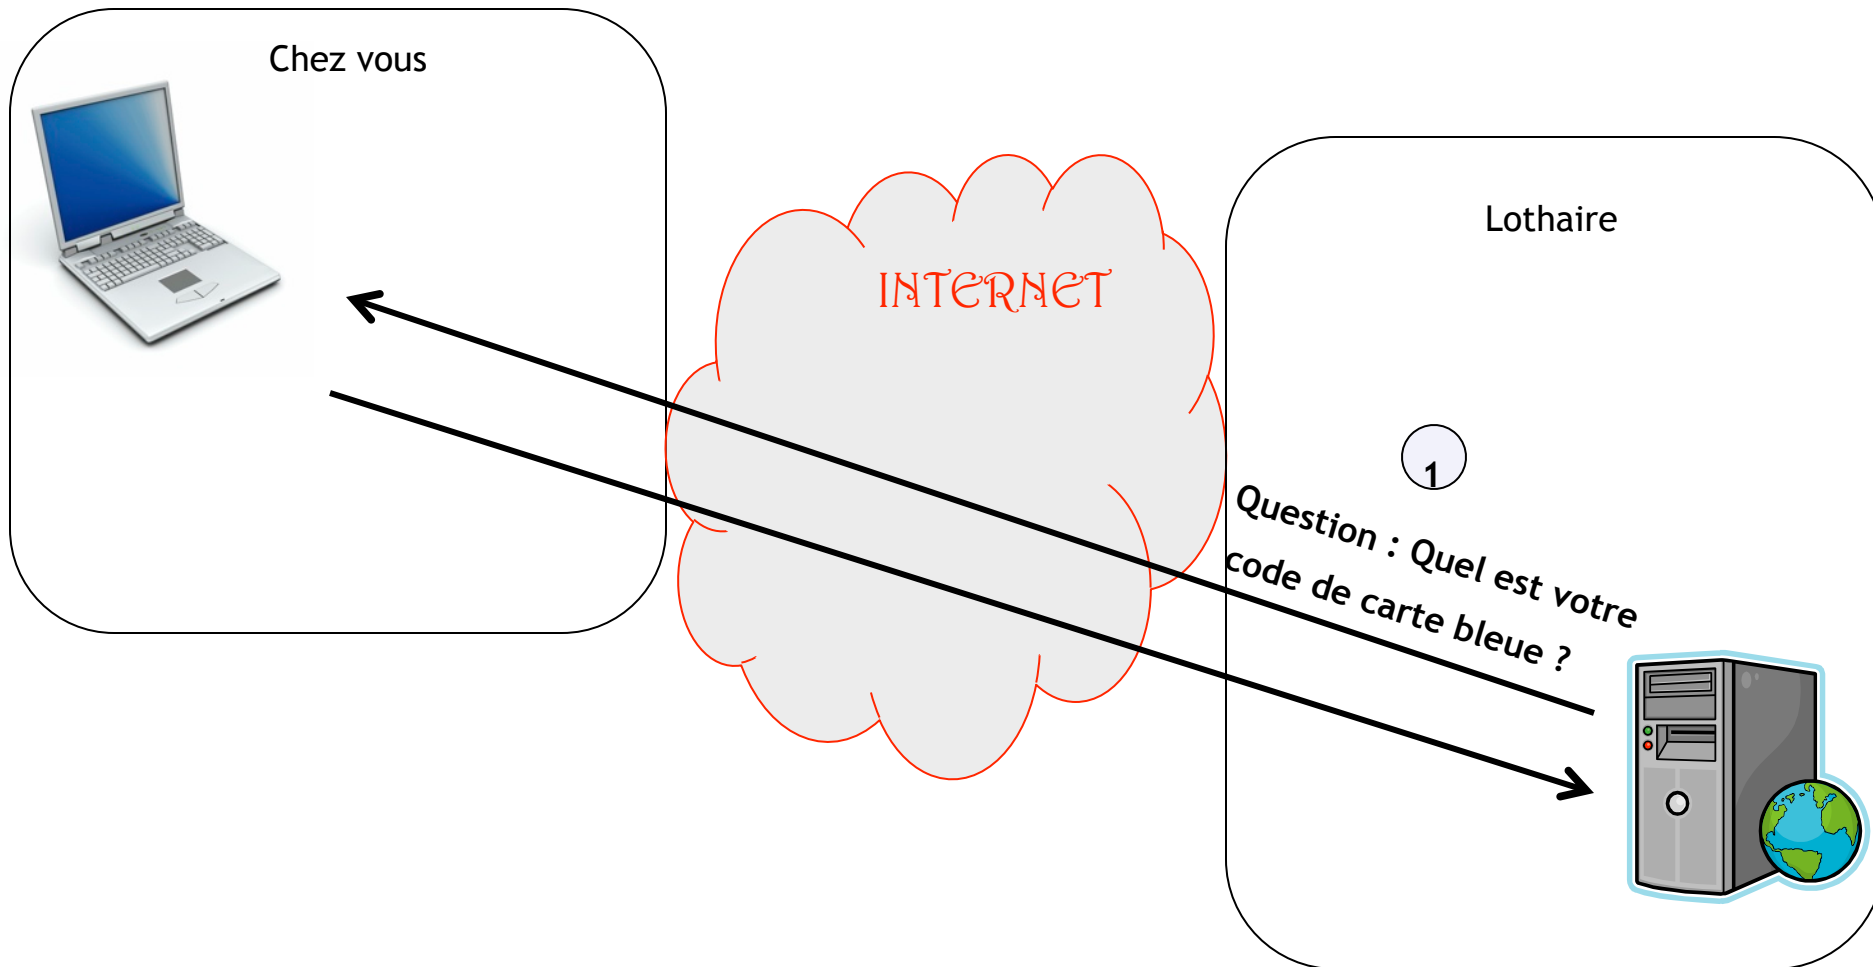 Chez vous
Lothaire
INTERNET
1
Question : Quel est votre
code de carte bleue ?